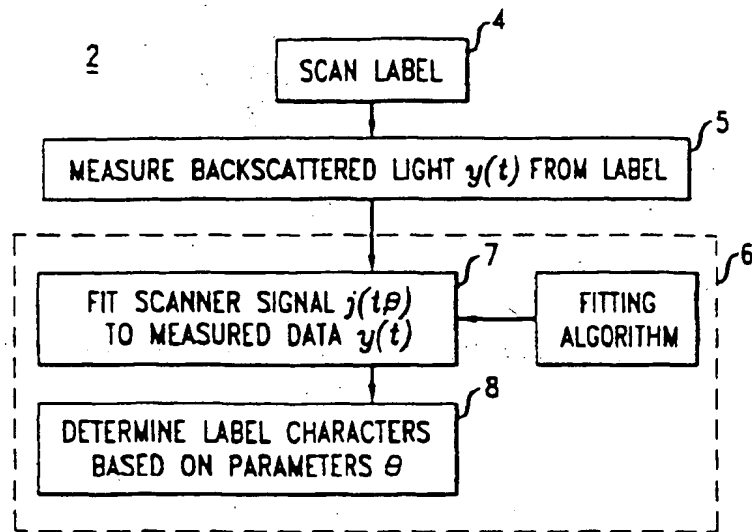 2
4
SCAN LABEL
5
MEASURE BACKSCATTERED LIGHT y(t) FROM LABEL
6
7
FIT SCANNER SIGNAL j(t,θ)
TO MEASURED DATA y(t)
FITTING
ALGORITHM
8
DETERMINE LABEL CHARACTERS
BASED ON PARAMETERS θ